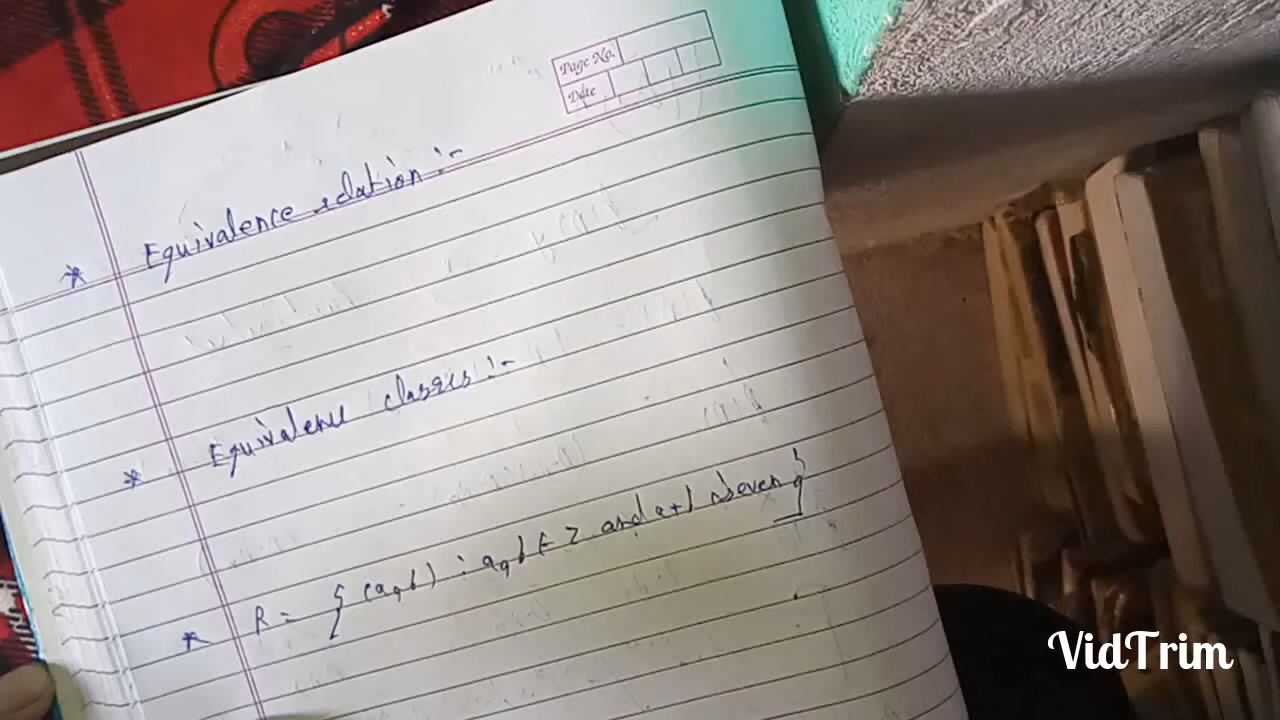 Page No.
Date
* Equivalence relation :-
* Equivalence classes :-
* R = { (a,b) : a,b ∈ Z and a+b is even }
VidTrim